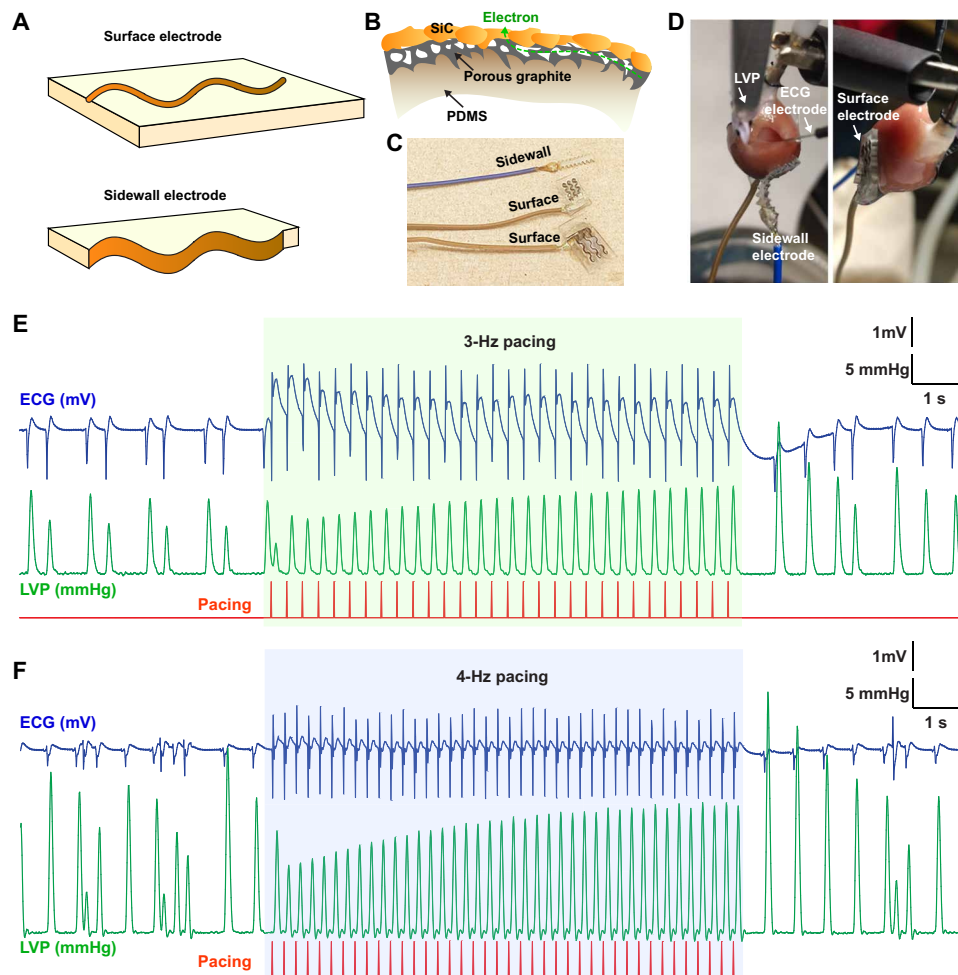 A
Surface electrode
Sidewall electrode
B
Electron
SiC
Porous graphite
PDMS
C
Sidewall
Surface
Surface
D
LVP
ECG
electrode
Sidewall
electrode
Surface
electrode
E
3-Hz pacing
1mV
5 mmHg
1 s
ECG (mV)
LVP (mmHg)
Pacing
F
4-Hz pacing
1mV
5 mmHg
1 s
ECG (mV)
LVP (mmHg)
Pacing